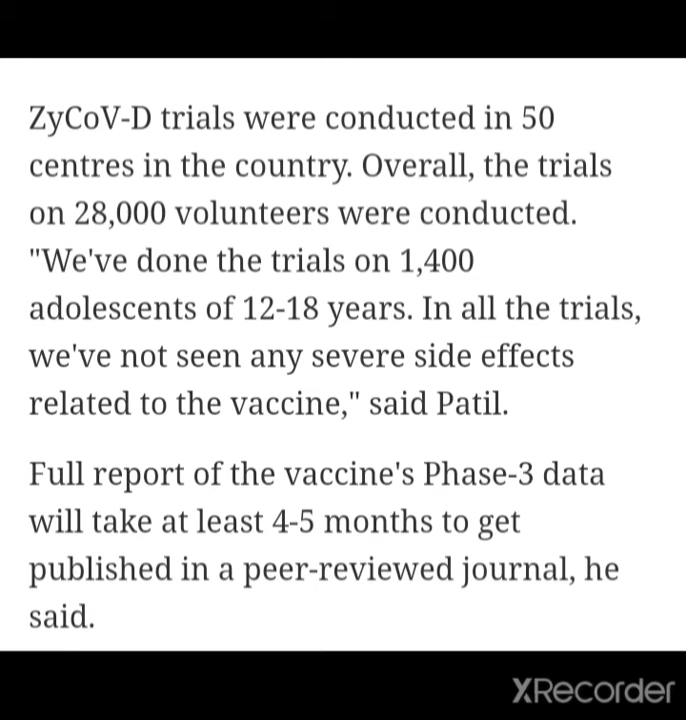 ZyCoV-D trials were conducted in 50
centres in the country. Overall, the trials
on 28,000 volunteers were conducted.
"We've done the trials on 1,400
adolescents of 12-18 years. In all the trials,
we've not seen any severe side effects
related to the vaccine," said Patil.
Full report of the vaccine's Phase-3 data
will take at least 4-5 months to get
published in a peer-reviewed journal, he
said.
XRecorder